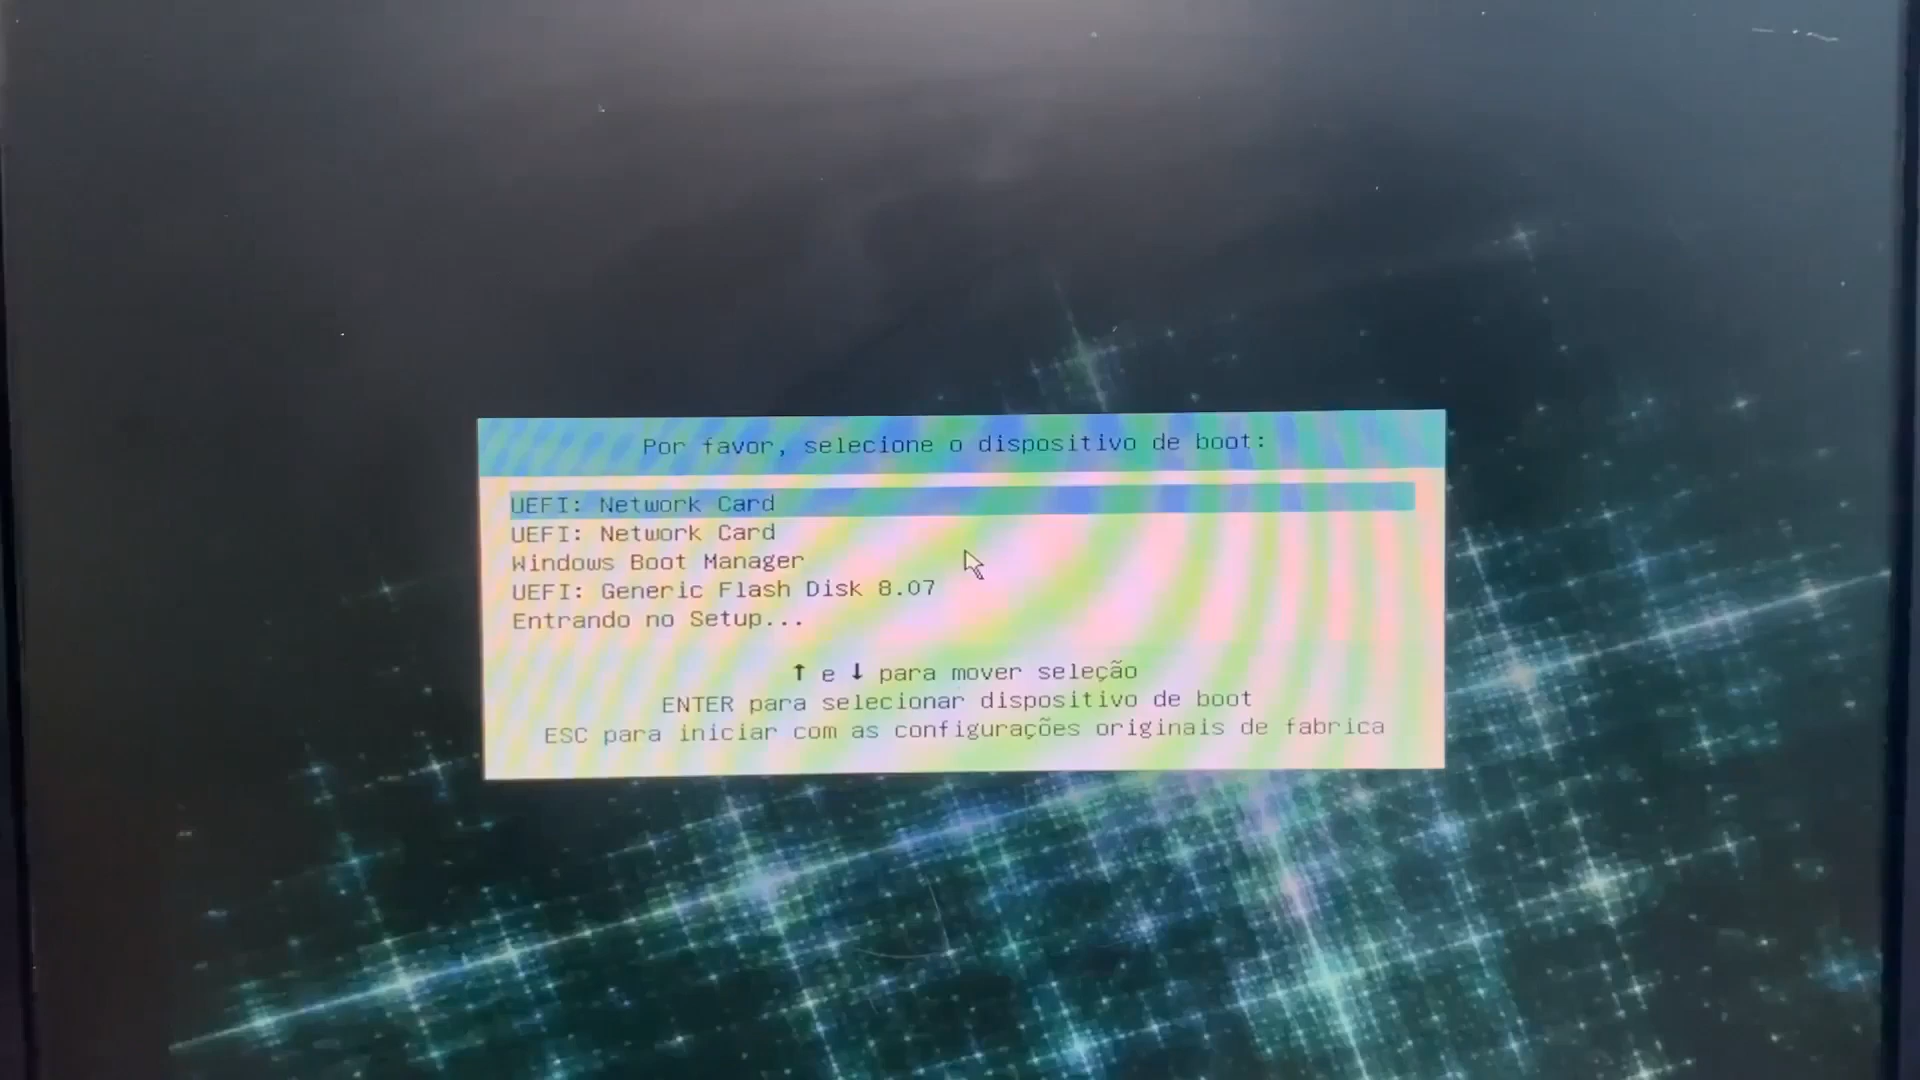 Por favor, selecione o dispositivo de boot:
UEFI: Network Card
UEFI: Network Card
Windows Boot Manager
UEFI: Generic Flash Disk 8.07
Entrando no Setup...
↑ e ↓ para mover seleção
ENTER para selecionar dispositivo de boot
ESC para iniciar com as configurações originais de fabrica